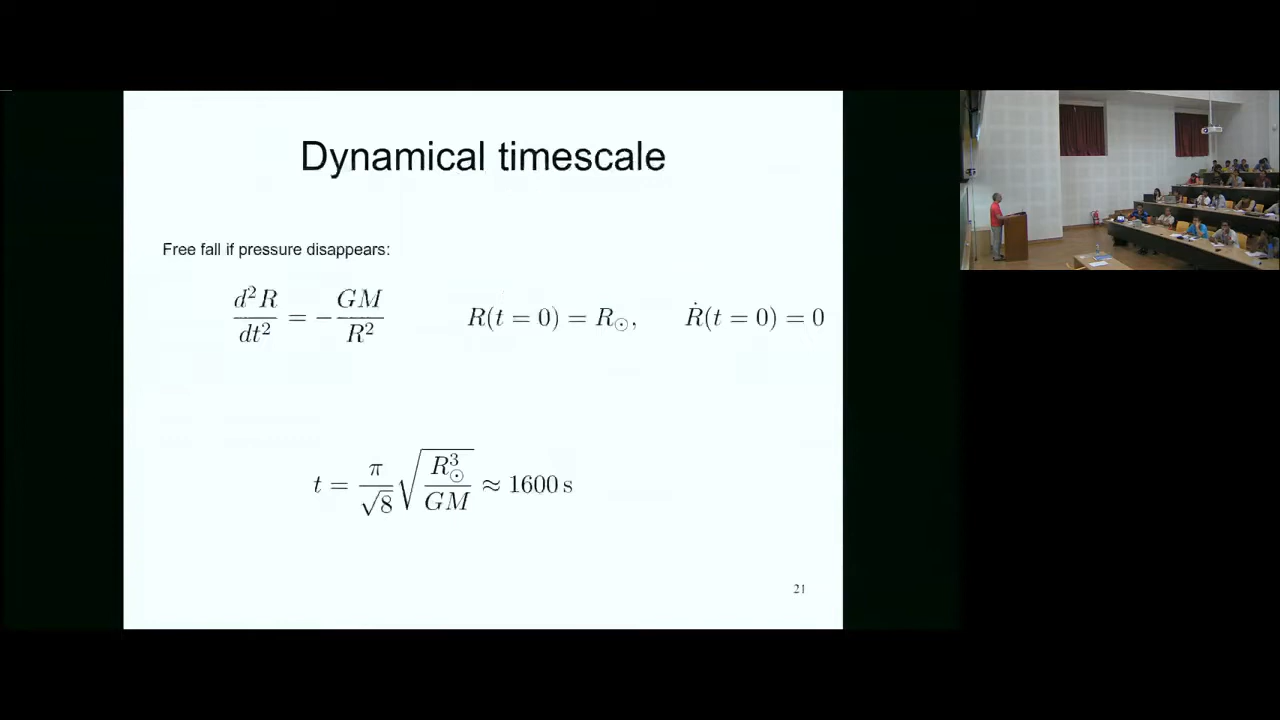 Dynamical timescale
Free fall if pressure disappears:
d²R/dt² = −GM/R²    R(t = 0) = R⊙,    Ṙ(t = 0) = 0
t = π/√8 √(R⊙³/GM) ≈ 1600 s
21